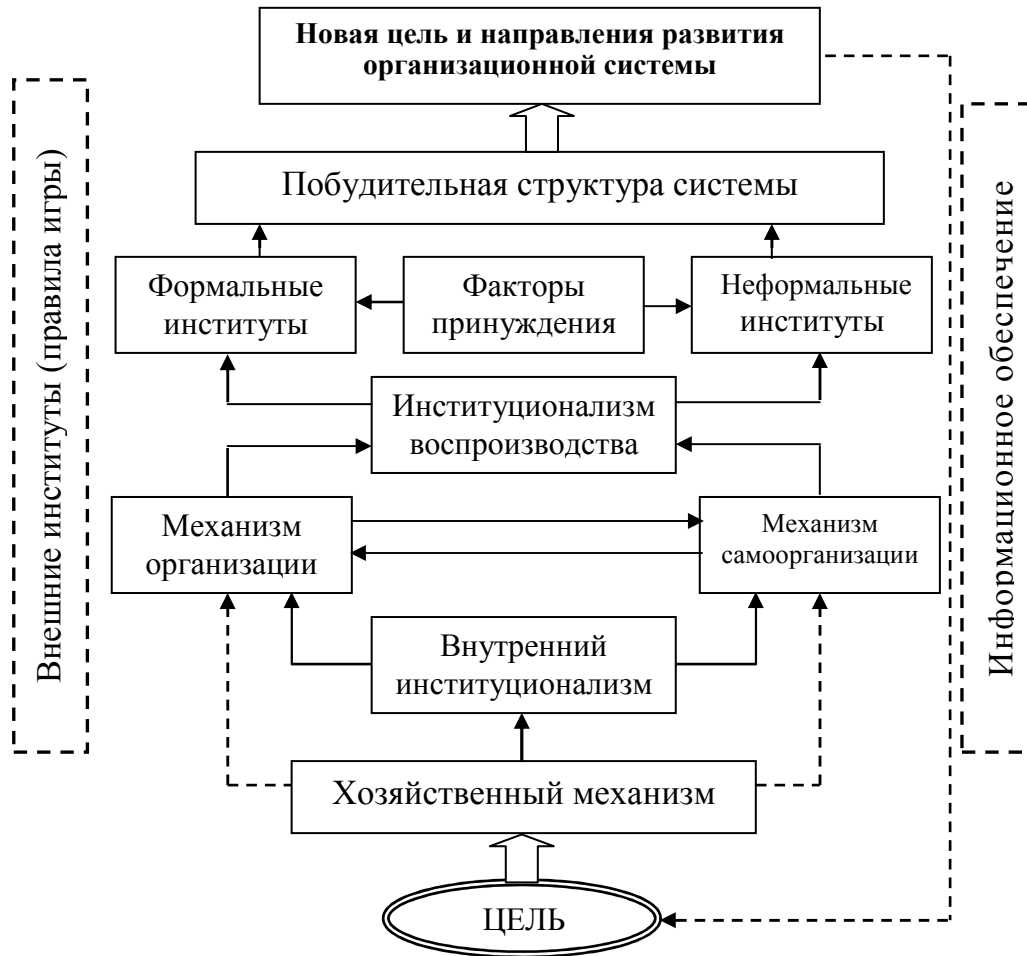 Новая цель и направления развития
организационной системы
Внешние институты (правила игры)
Информационное обеспечение
Побудительная структура системы
Формальные
институты
Факторы
принуждения
Неформальные
институты
Институционализм
воспроизводства
Механизм
организации
Механизм
самоорганизации
Внутренний
институционализм
Хозяйственный механизм
ЦЕЛЬ